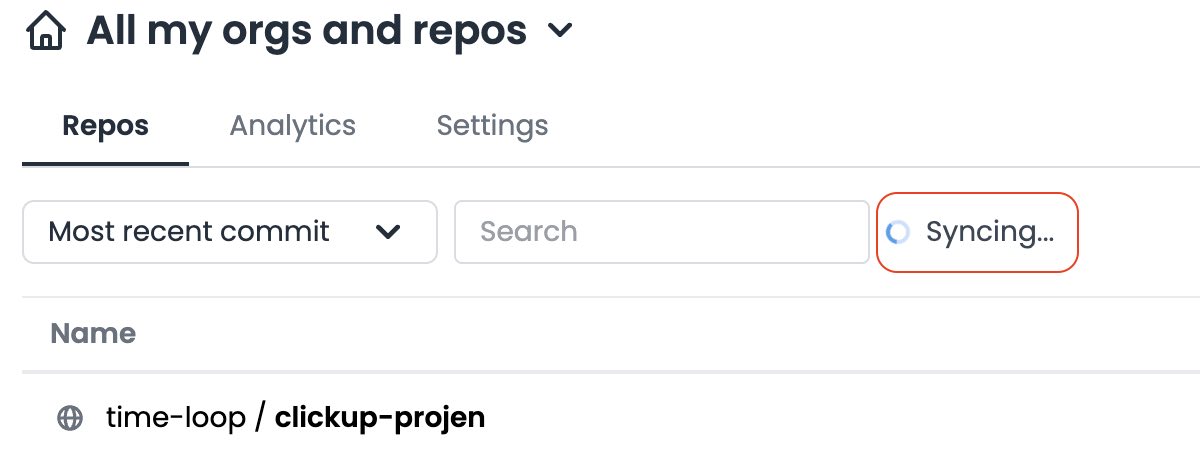 All my orgs and repos
Repos Analytics Settings
Most recent commit Search Syncing...
Name
time-loop / clickup-projen